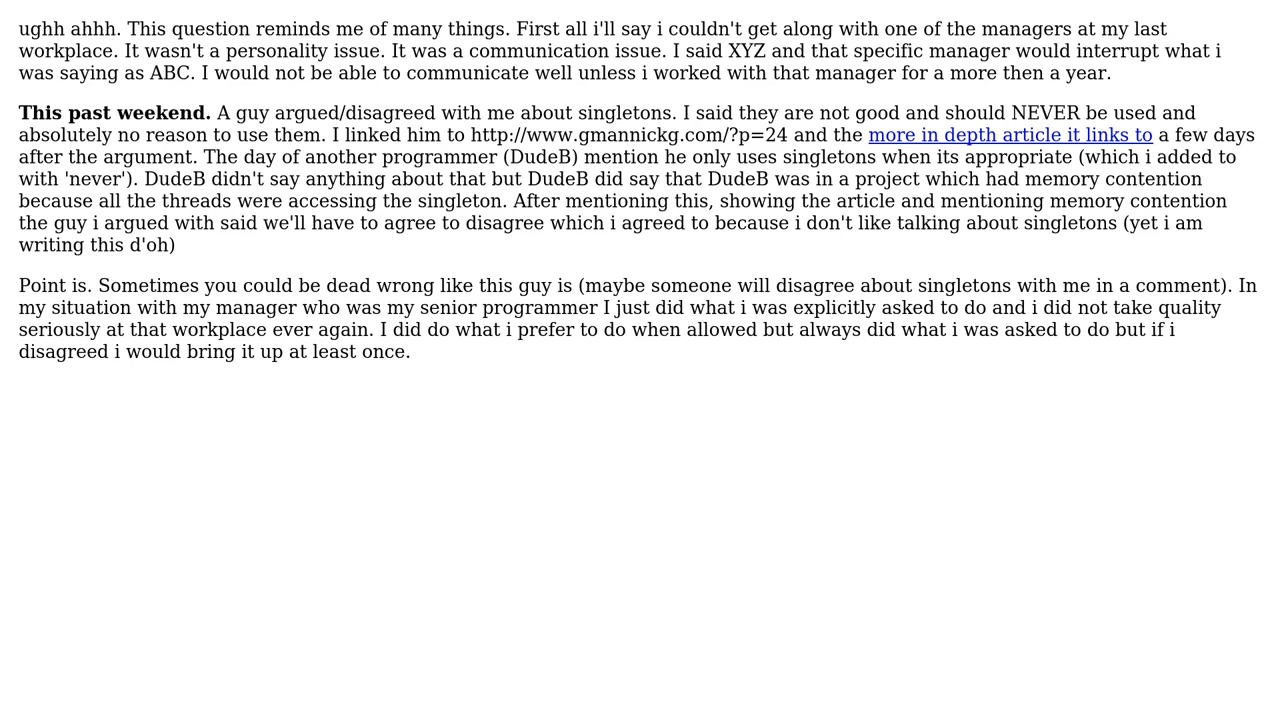 ughh ahhh. This question reminds me of many things. First all i'll say i couldn't get along with one of the managers at my last
workplace. It wasn't a personality issue. It was a communication issue. I said XYZ and that specific manager would interrupt what i
was saying as ABC. I would not be able to communicate well unless i worked with that manager for a more then a year.
This past weekend. A guy argued/disagreed with me about singletons. I said they are not good and should NEVER be used and
absolutely no reason to use them. I linked him to http://www.gmannickg.com/?p=24 and the more in depth article it links to a few days
after the argument. The day of another programmer (DudeB) mention he only uses singletons when its appropriate (which i added to
with 'never'). DudeB didn't say anything about that but DudeB did say that DudeB was in a project which had memory contention
because all the threads were accessing the singleton. After mentioning this, showing the article and mentioning memory contention
the guy i argued with said we'll have to agree to disagree which i agreed to because i don't like talking about singletons (yet i am
writing this d'oh)
Point is. Sometimes you could be dead wrong like this guy is (maybe someone will disagree about singletons with me in a comment). In
my situation with my manager who was my senior programmer I just did what i was explicitly asked to do and i did not take quality
seriously at that workplace ever again. I did do what i prefer to do when allowed but always did what i was asked to do but if i
disagreed i would bring it up at least once.